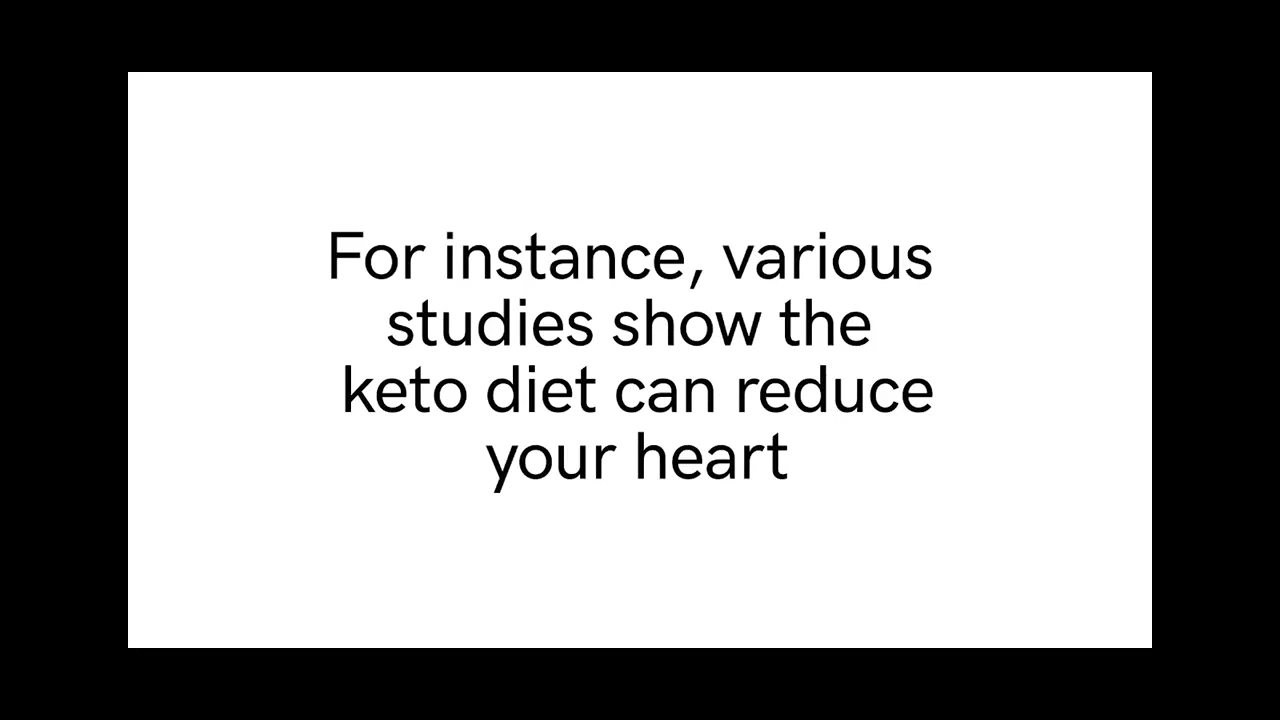 For instance, various
studies show the
keto diet can reduce
your heart